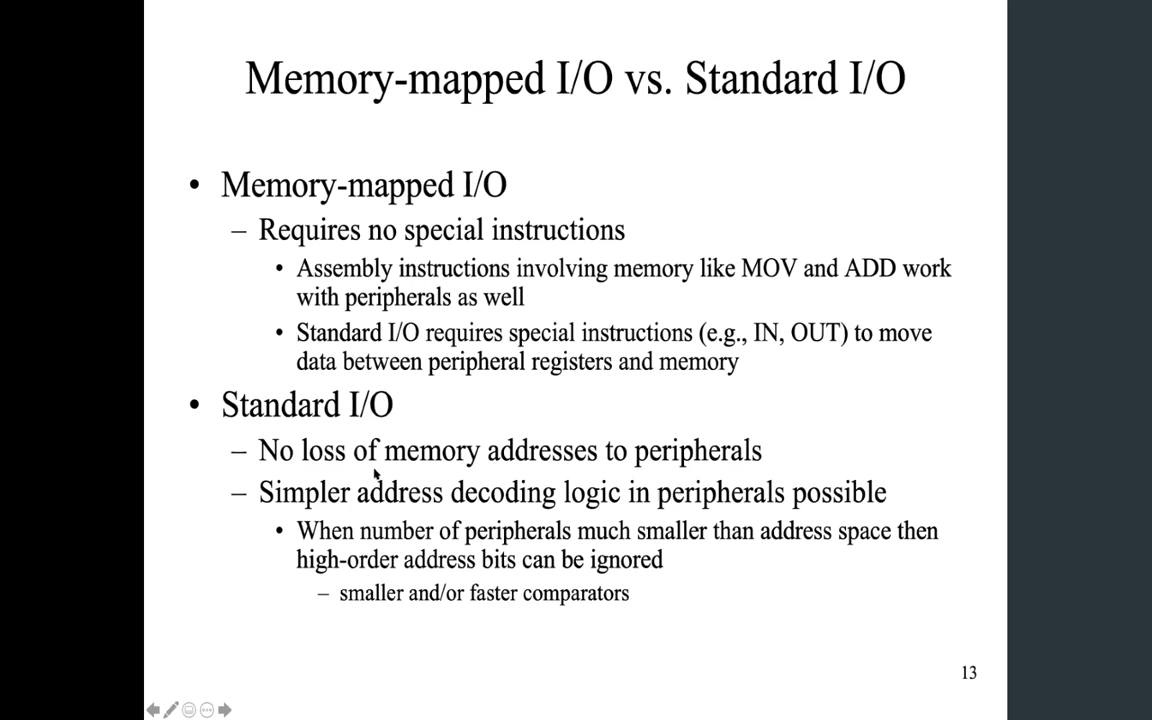 Memory-mapped I/O vs. Standard I/O
• Memory-mapped I/O
– Requires no special instructions
• Assembly instructions involving memory like MOV and ADD work
with peripherals as well
• Standard I/O requires special instructions (e.g., IN, OUT) to move
data between peripheral registers and memory
• Standard I/O
– No loss of memory addresses to peripherals
– Simpler address decoding logic in peripherals possible
• When number of peripherals much smaller than address space then
high-order address bits can be ignored
– smaller and/or faster comparators
13